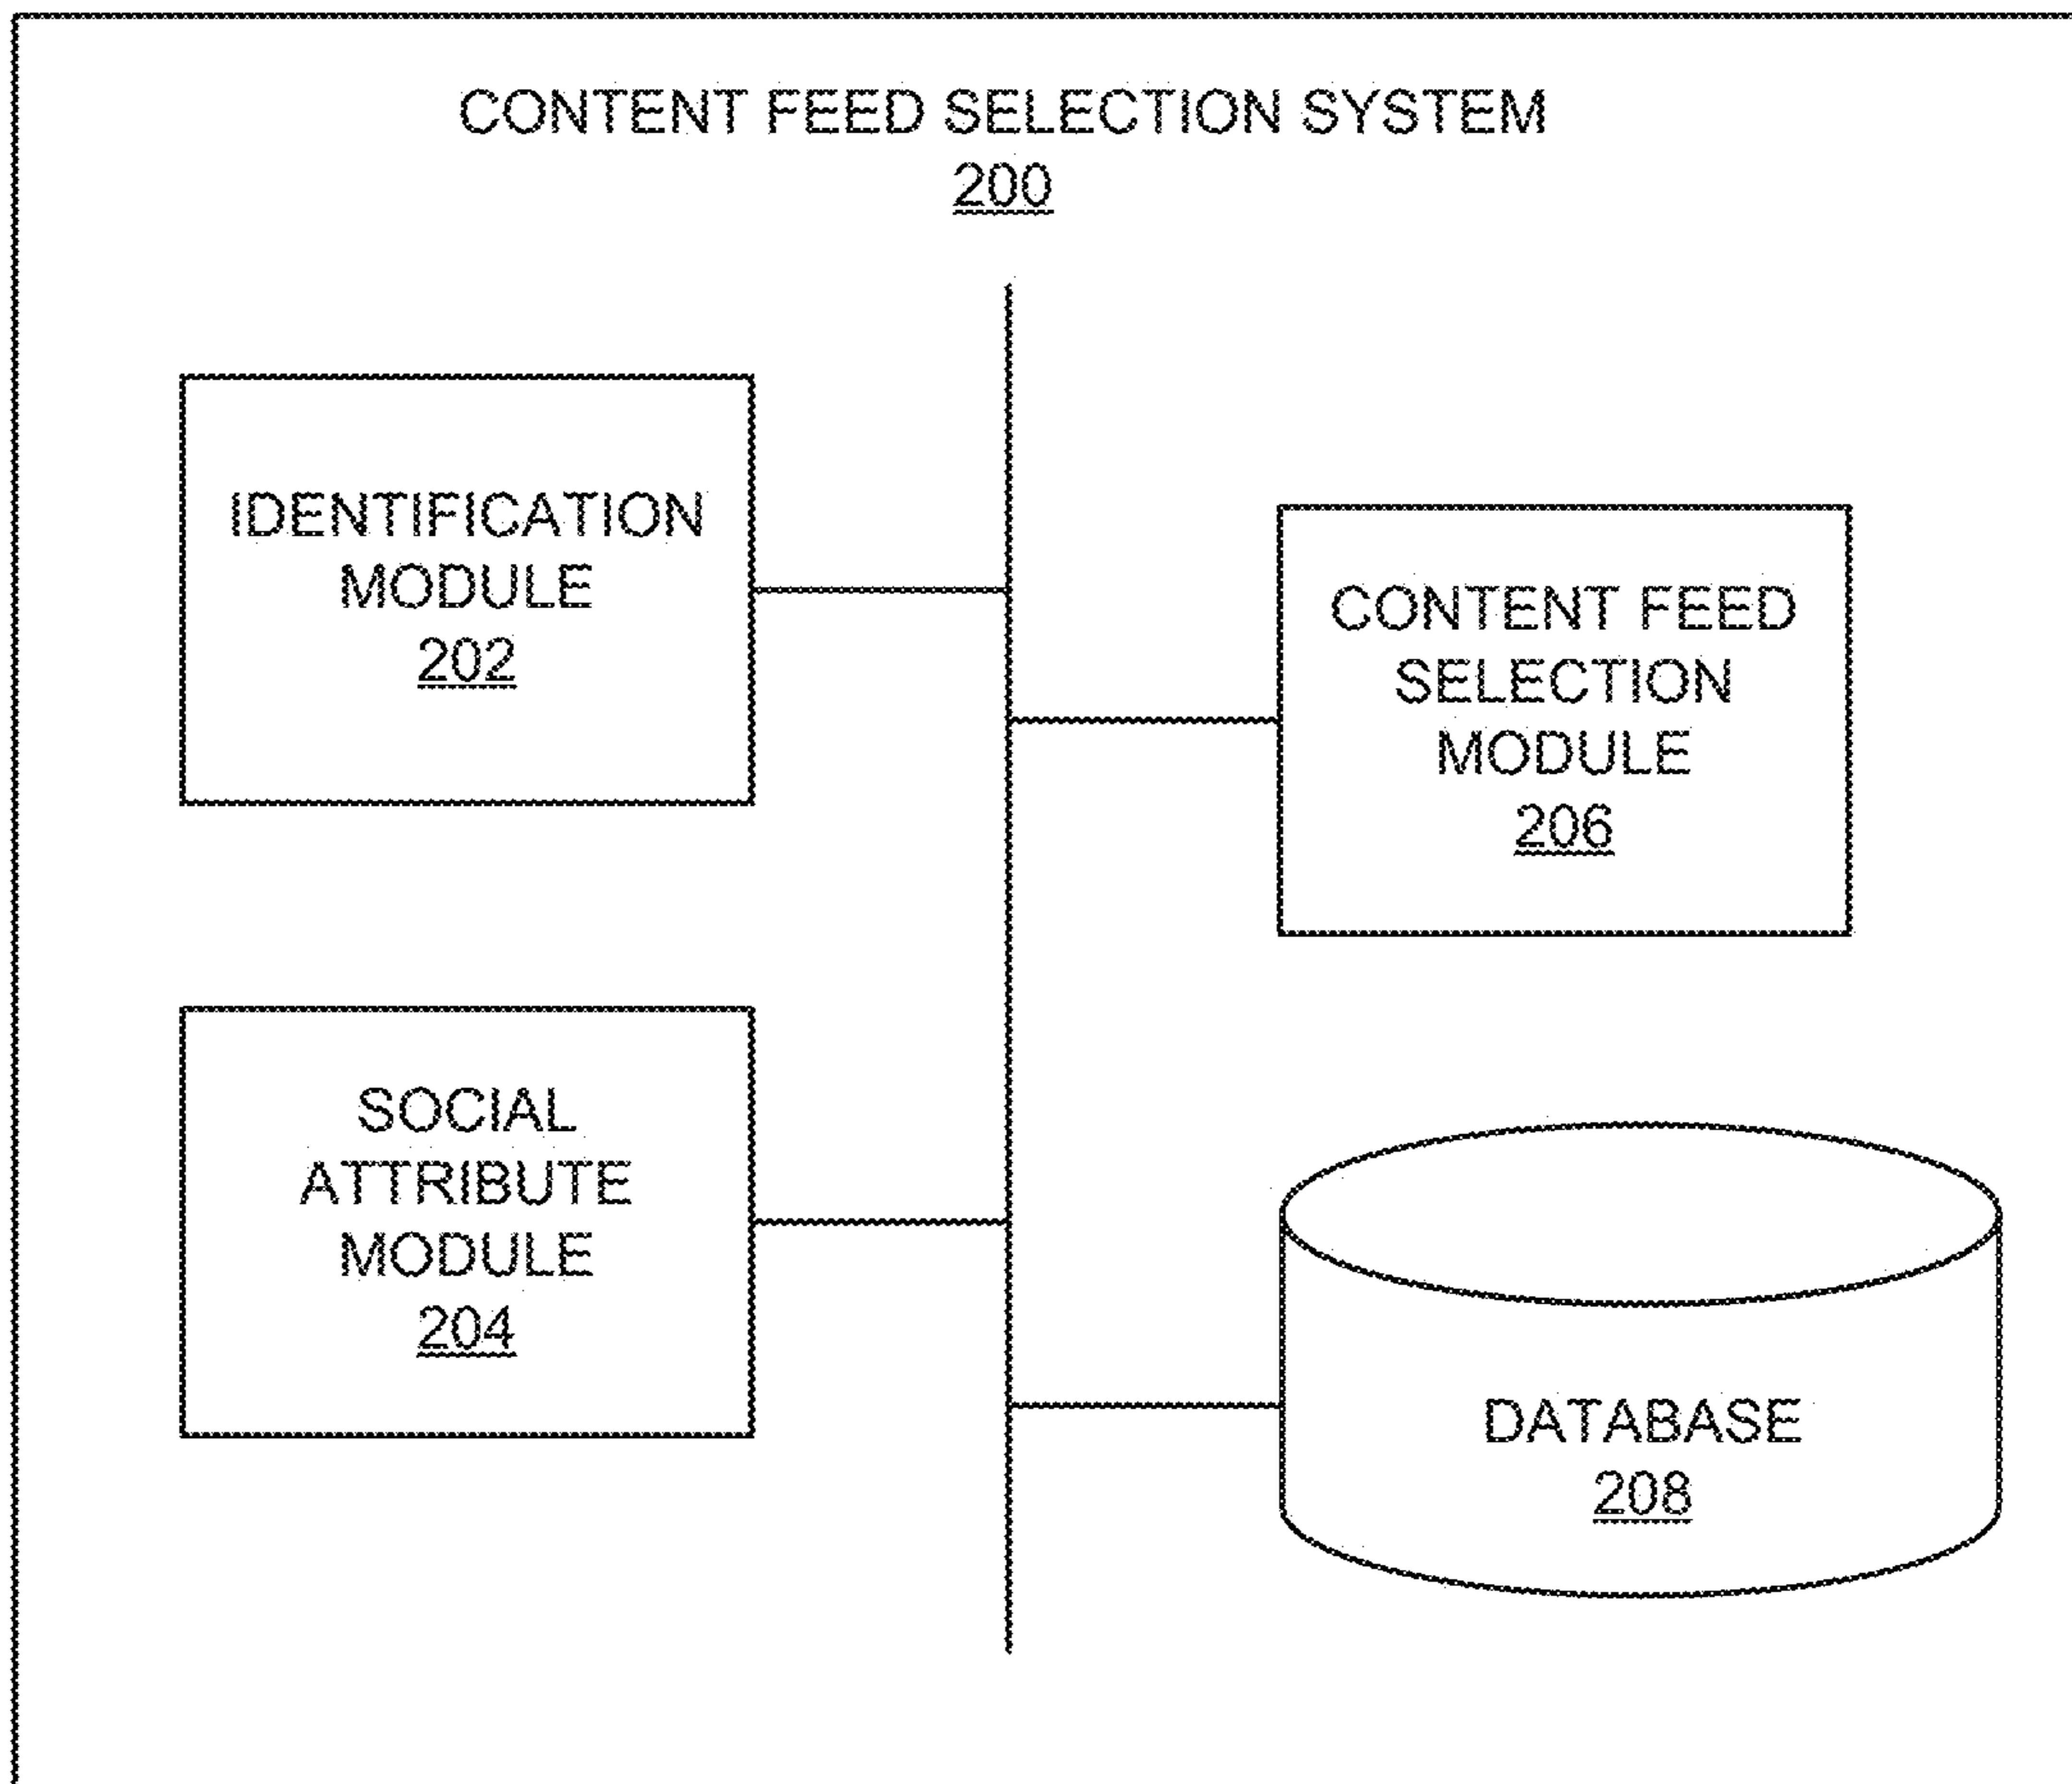 CONTENT FEED SELECTION SYSTEM
200
IDENTIFICATION
MODULE
202
CONTENT FEED
SELECTION
MODULE
206
SOCIAL
ATTRIBUTE
MODULE
204
DATABASE
208